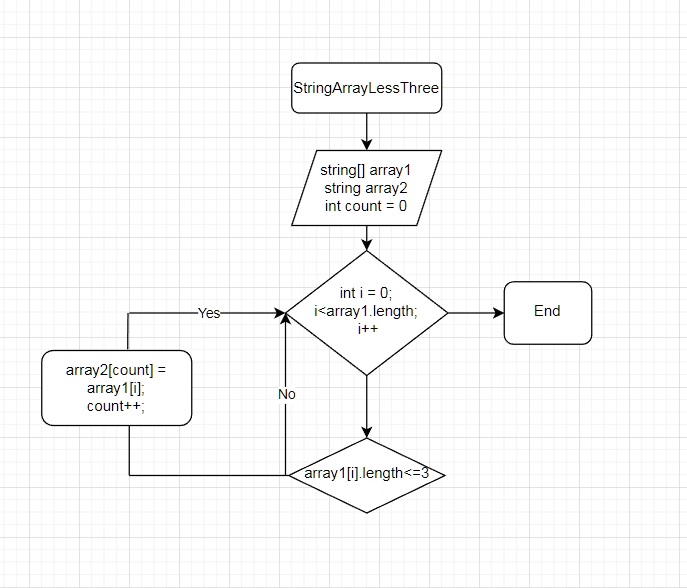 StringArrayLessThree
string[] array1
string array2
int count = 0
int i = 0;
i<array1.length;
i++
End
Yes
array2[count] =
array1[i];
count++;
No
array1[i].length<=3